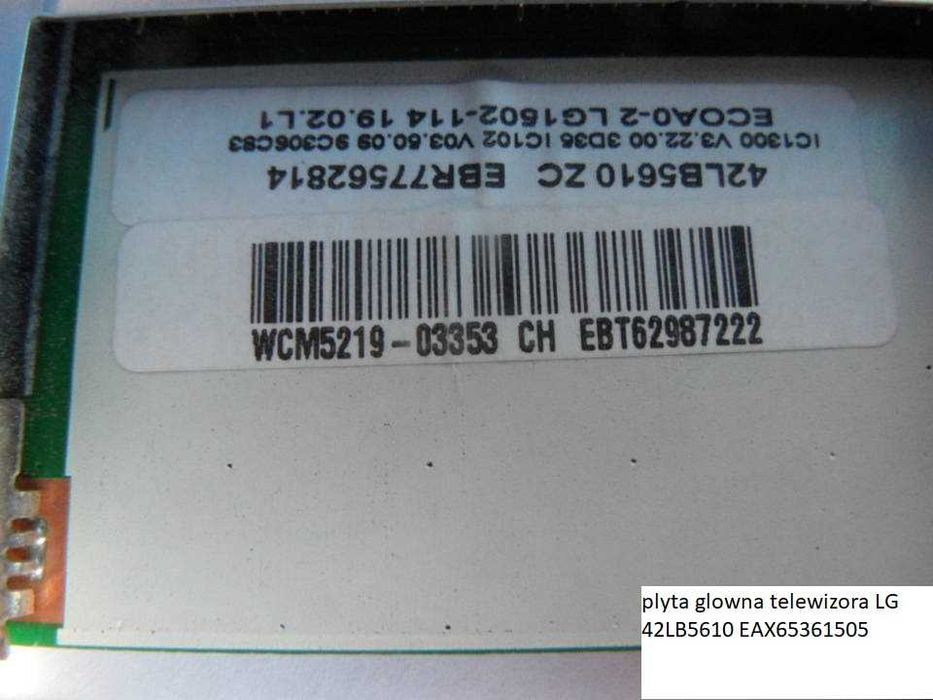 42LB5610 ZC EBR77562814
IC1300 V3.22.00 3D36 IC102 V03.60.09 9C306C83
ECOA0-2 LG1502-114 19.02.L1
WCM5219-03353 CH EBT62987222
plyta glowna telewizora LG
42LB5610 EAX65361505